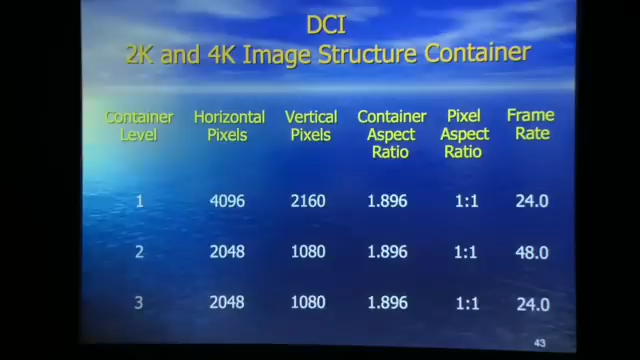 DCI
2K and 4K Image Structure Container
Container Level Horizontal Pixels Vertical Pixels Container Aspect Ratio Pixel Aspect Ratio Frame Rate
1 4096 2160 1.896 1:1 24.0
2 2048 1080 1.896 1:1 48.0
3 2048 1080 1.896 1:1 24.0
43